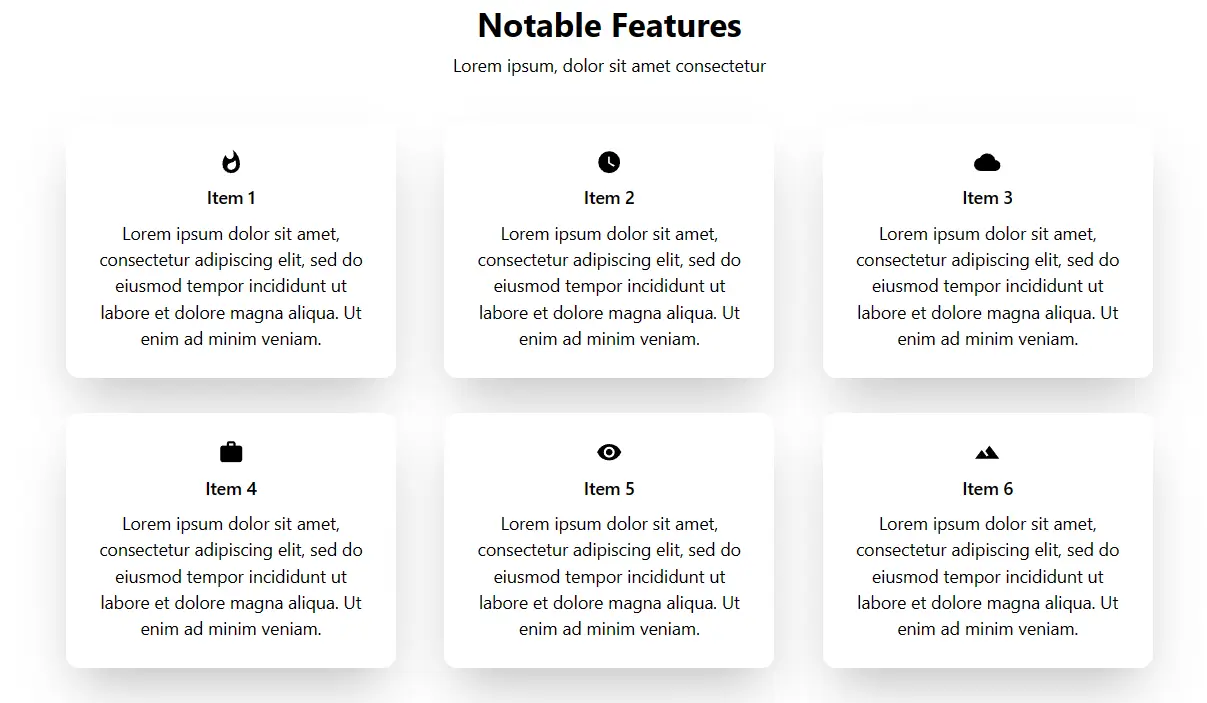 Notable Features
Lorem ipsum, dolor sit amet consectetur
Item 1
Lorem ipsum dolor sit amet,
consectetur adipiscing elit, sed do
eiusmod tempor incididunt ut
labore et dolore magna aliqua. Ut
enim ad minim veniam.
Item 2
Lorem ipsum dolor sit amet,
consectetur adipiscing elit, sed do
eiusmod tempor incididunt ut
labore et dolore magna aliqua. Ut
enim ad minim veniam.
Item 3
Lorem ipsum dolor sit amet,
consectetur adipiscing elit, sed do
eiusmod tempor incididunt ut
labore et dolore magna aliqua. Ut
enim ad minim veniam.
Item 4
Lorem ipsum dolor sit amet,
consectetur adipiscing elit, sed do
eiusmod tempor incididunt ut
labore et dolore magna aliqua. Ut
enim ad minim veniam.
Item 5
Lorem ipsum dolor sit amet,
consectetur adipiscing elit, sed do
eiusmod tempor incididunt ut
labore et dolore magna aliqua. Ut
enim ad minim veniam.
Item 6
Lorem ipsum dolor sit amet,
consectetur adipiscing elit, sed do
eiusmod tempor incididunt ut
labore et dolore magna aliqua. Ut
enim ad minim veniam.